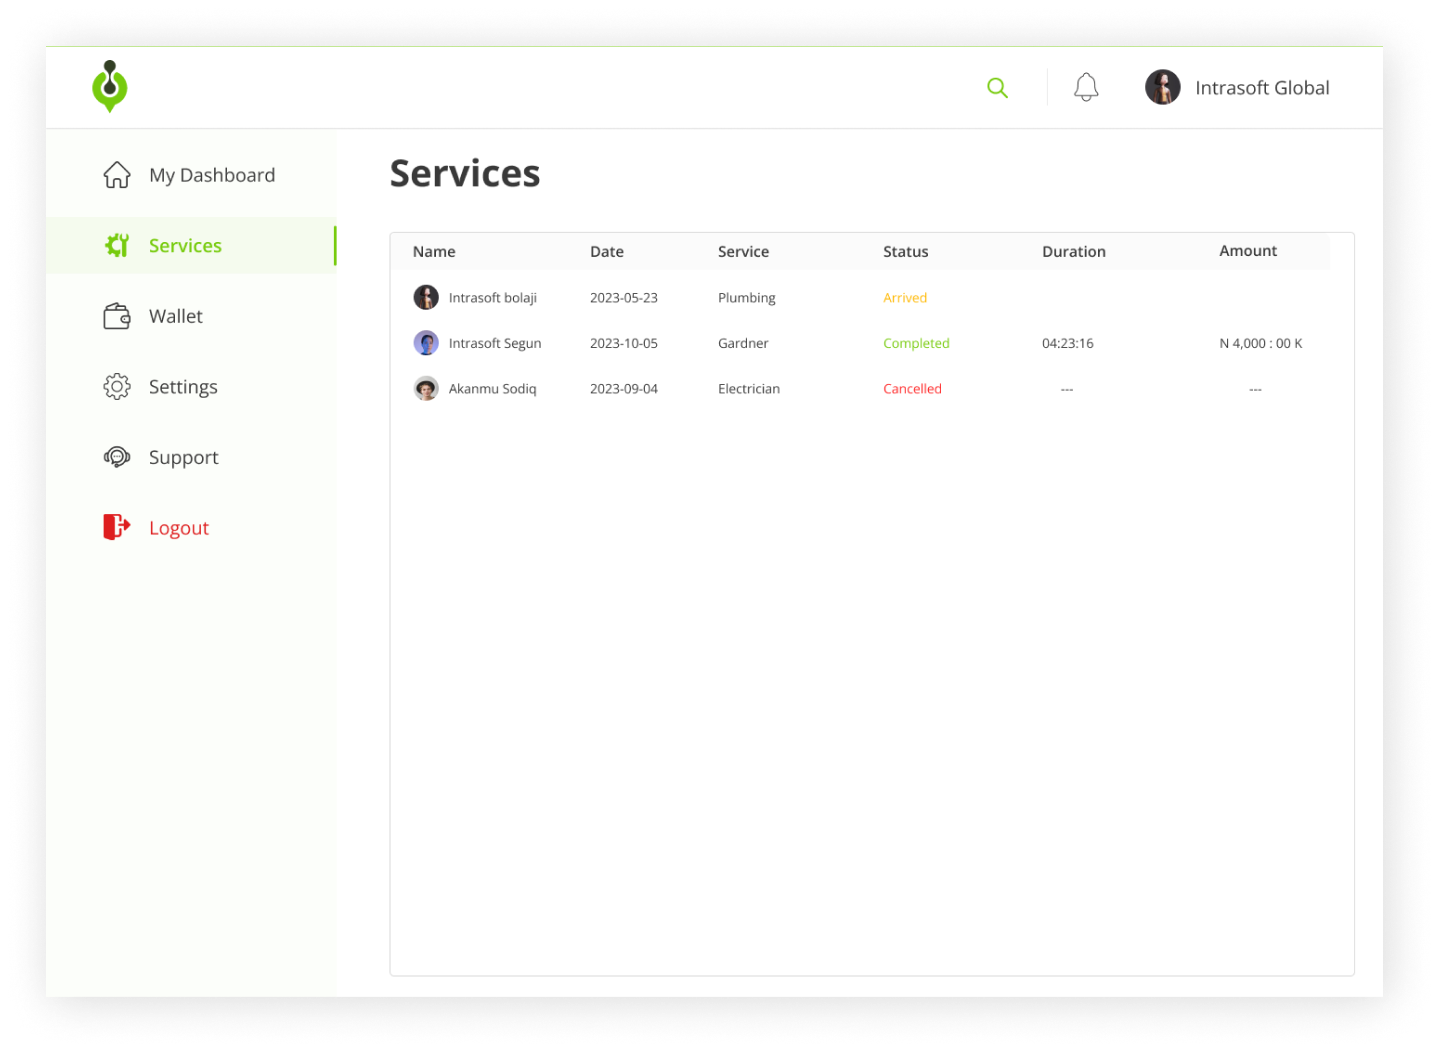 Intrasoft Global
My Dashboard
Services
Wallet
Settings
Support
Logout
Services
Name Date Service Status Duration Amount
Intrasoft bolaji 2023-05-23 Plumbing Arrived
Intrasoft Segun 2023-10-05 Gardner Completed 04:23:16 N 4,000 : 00 K
Akanmu Sodiq 2023-09-04 Electrician Cancelled --- ---